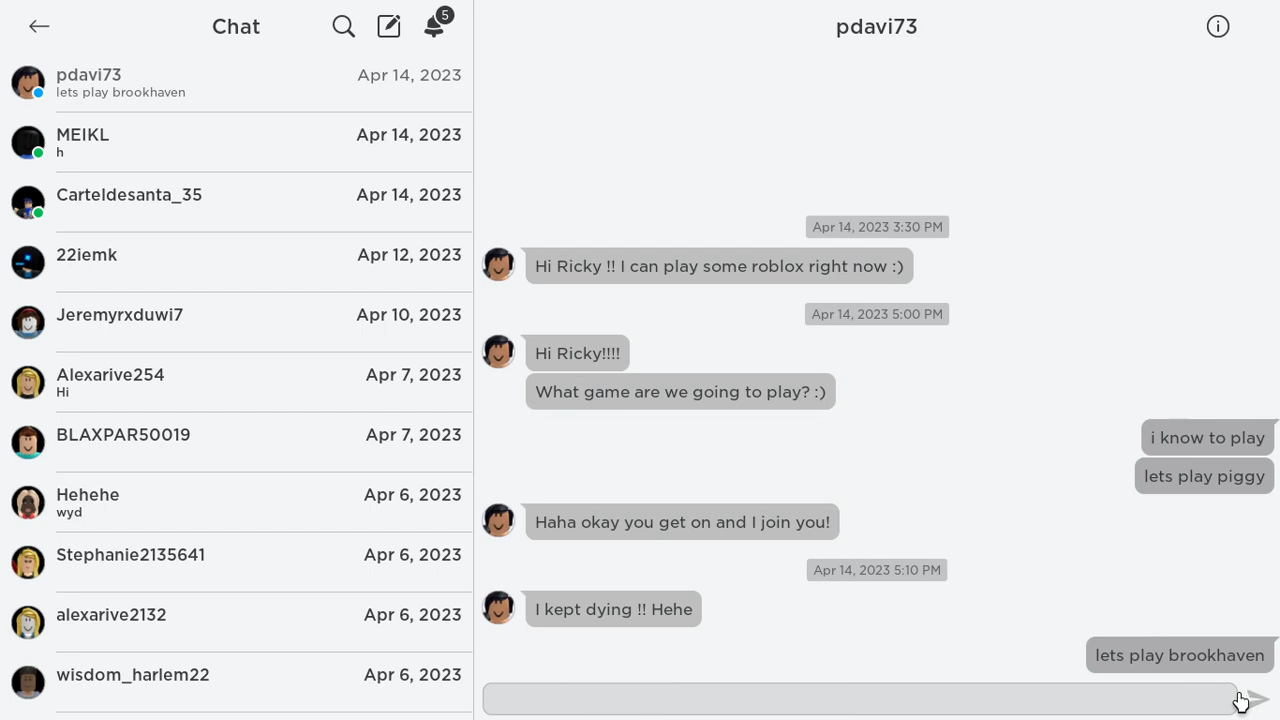 Chat
5
pdavi73
pdavi73 Apr 14, 2023
lets play brookhaven
MEIKL Apr 14, 2023
h
Carteldesanta_35 Apr 14, 2023
22iemk Apr 12, 2023
Jeremyrxduwi7 Apr 10, 2023
Alexarive254 Apr 7, 2023
Hi
BLAXPAR50019 Apr 7, 2023
Hehehe Apr 6, 2023
wyd
Stephanie2135641 Apr 6, 2023
alexarive2132 Apr 6, 2023
wisdom_harlem22 Apr 6, 2023
Apr 14, 2023 3:30 PM
Hi Ricky !! I can play some roblox right now :)
Apr 14, 2023 5:00 PM
Hi Ricky!!!!
What game are we going to play? :)
i know to play
lets play piggy
Haha okay you get on and I join you!
Apr 14, 2023 5:10 PM
I kept dying !! Hehe
lets play brookhaven